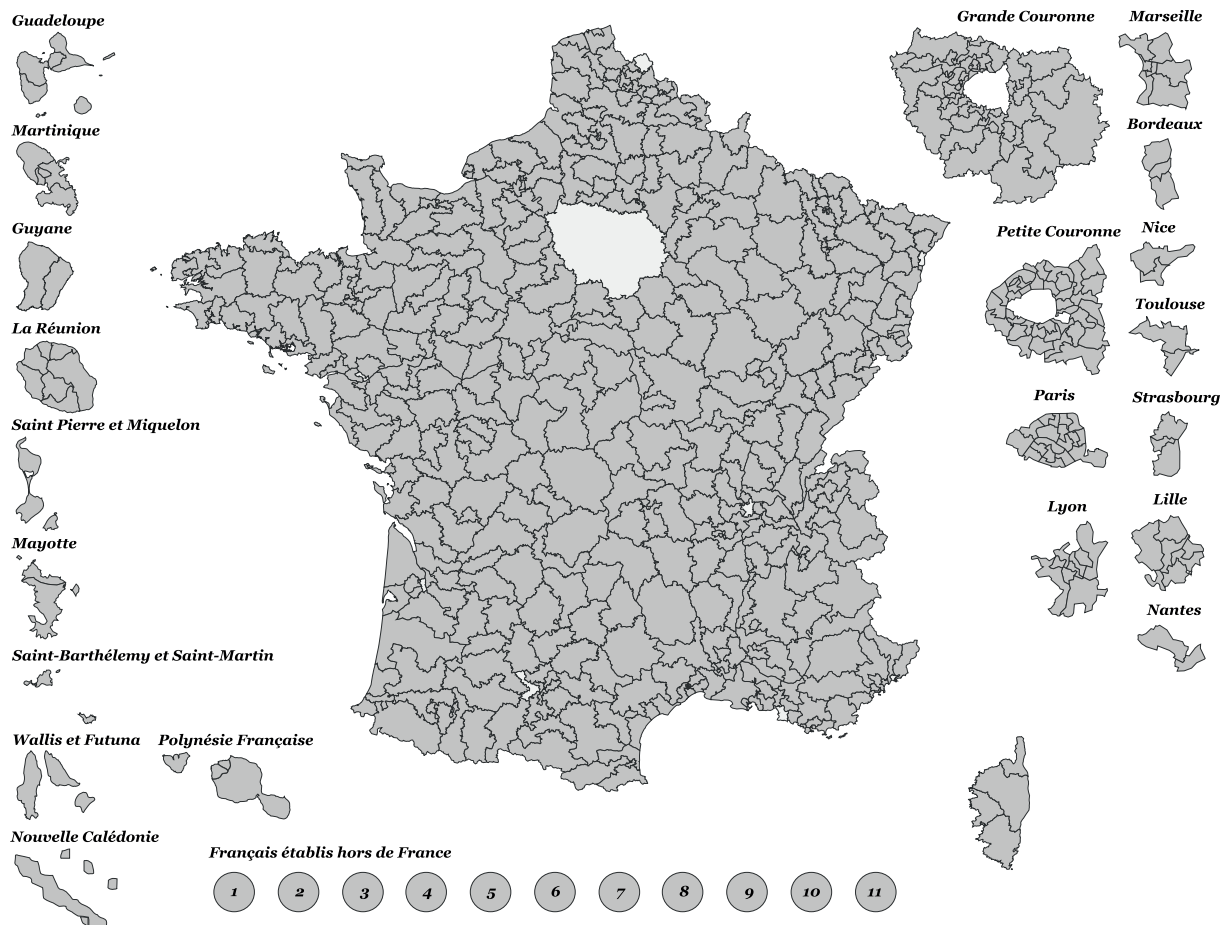 Guadeloupe
Martinique
Guyane
La Réunion
Saint Pierre et Miquelon
Mayotte
Saint-Barthélemy et Saint-Martin
Wallis et Futuna
Polynésie Française
Nouvelle Calédonie
Français établis hors de France
1 2 3 4 5 6 7 8 9 10 11
Grande Couronne
Marseille
Bordeaux
Petite Couronne
Nice
Toulouse
Paris
Strasbourg
Lyon
Lille
Nantes